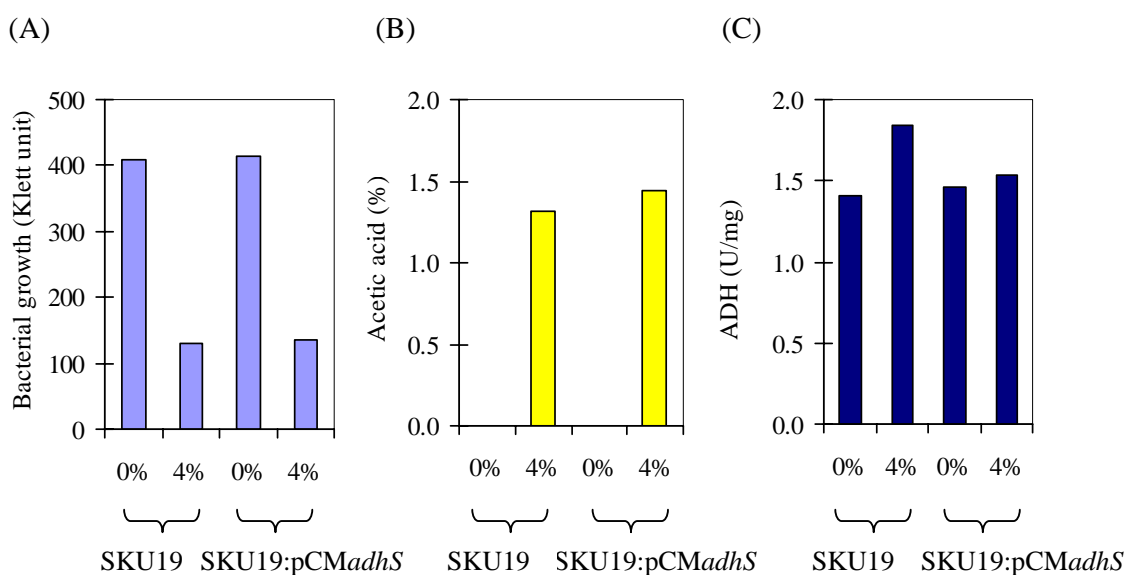 (A)
(B)
(C)
Bacterial growth (Klett unit)
500
400
300
200
100
0
0% 4% 0% 4%
SKU19 SKU19:pCMadhS
Acetic acid (%)
2.0
1.5
1.0
0.5
0.0
0% 4% 0% 4%
SKU19 SKU19:pCMadhS
ADH (U/mg)
2.0
1.5
1.0
0.5
0.0
0% 4% 0% 4%
SKU19 SKU19:pCMadhS